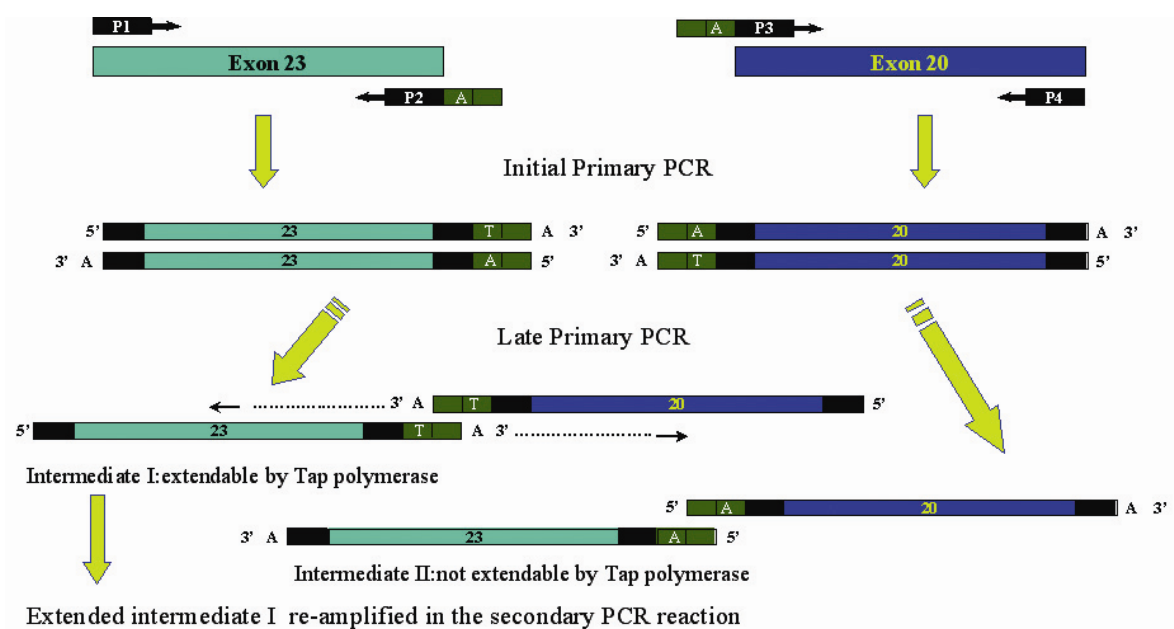 P1
A P3
Exon 23
Exon 20
P2 A
P4
Initial Primary PCR
5’ 23 T A 3’
5’ A 20 A 3’
3’ A 23 A 5’
3’ A T 20 5’
Late Primary PCR
3’ A T 20 5’
5’ 23 T A 3’
Intermediate I:extendable by Tap polymerase
5’ A 20 A 3’
3’ A 23 A 5’
Intermediate II:not extendable by Tap polymerase
Extended intermediate I re-amplified in the secondary PCR reaction